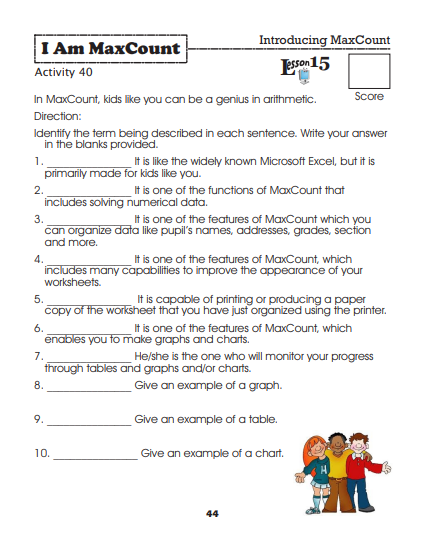 I Am MaxCount
Introducing MaxCount
Activity 40
Lesson 15
Score
In MaxCount, kids like you can be a genius in arithmetic.
Direction:
Identify the term being described in each sentence. Write your answer
in the blanks provided.
1. _______________ It is like the widely known Microsoft Excel, but it is
primarily made for kids like you.
2. _______________ It is one of the functions of MaxCount that
includes solving numerical data.
3. _______________ It is one of the features of MaxCount which you
can organize data like pupil's names, addresses, grades, section
and more.
4. _______________ It is one of the features of MaxCount, which
includes many capabilities to improve the appearance of your
worksheets.
5. _______________ It is capable of printing or producing a paper
copy of the worksheet that you have just organized using the printer.
6. _______________ It is one of the features of MaxCount, which
enables you to make graphs and charts.
7. _______________ He/she is the one who will monitor your progress
through tables and graphs and/or charts.
8. _______________ Give an example of a graph.
9. _______________ Give an example of a table.
10. _______________ Give an example of a chart.
44